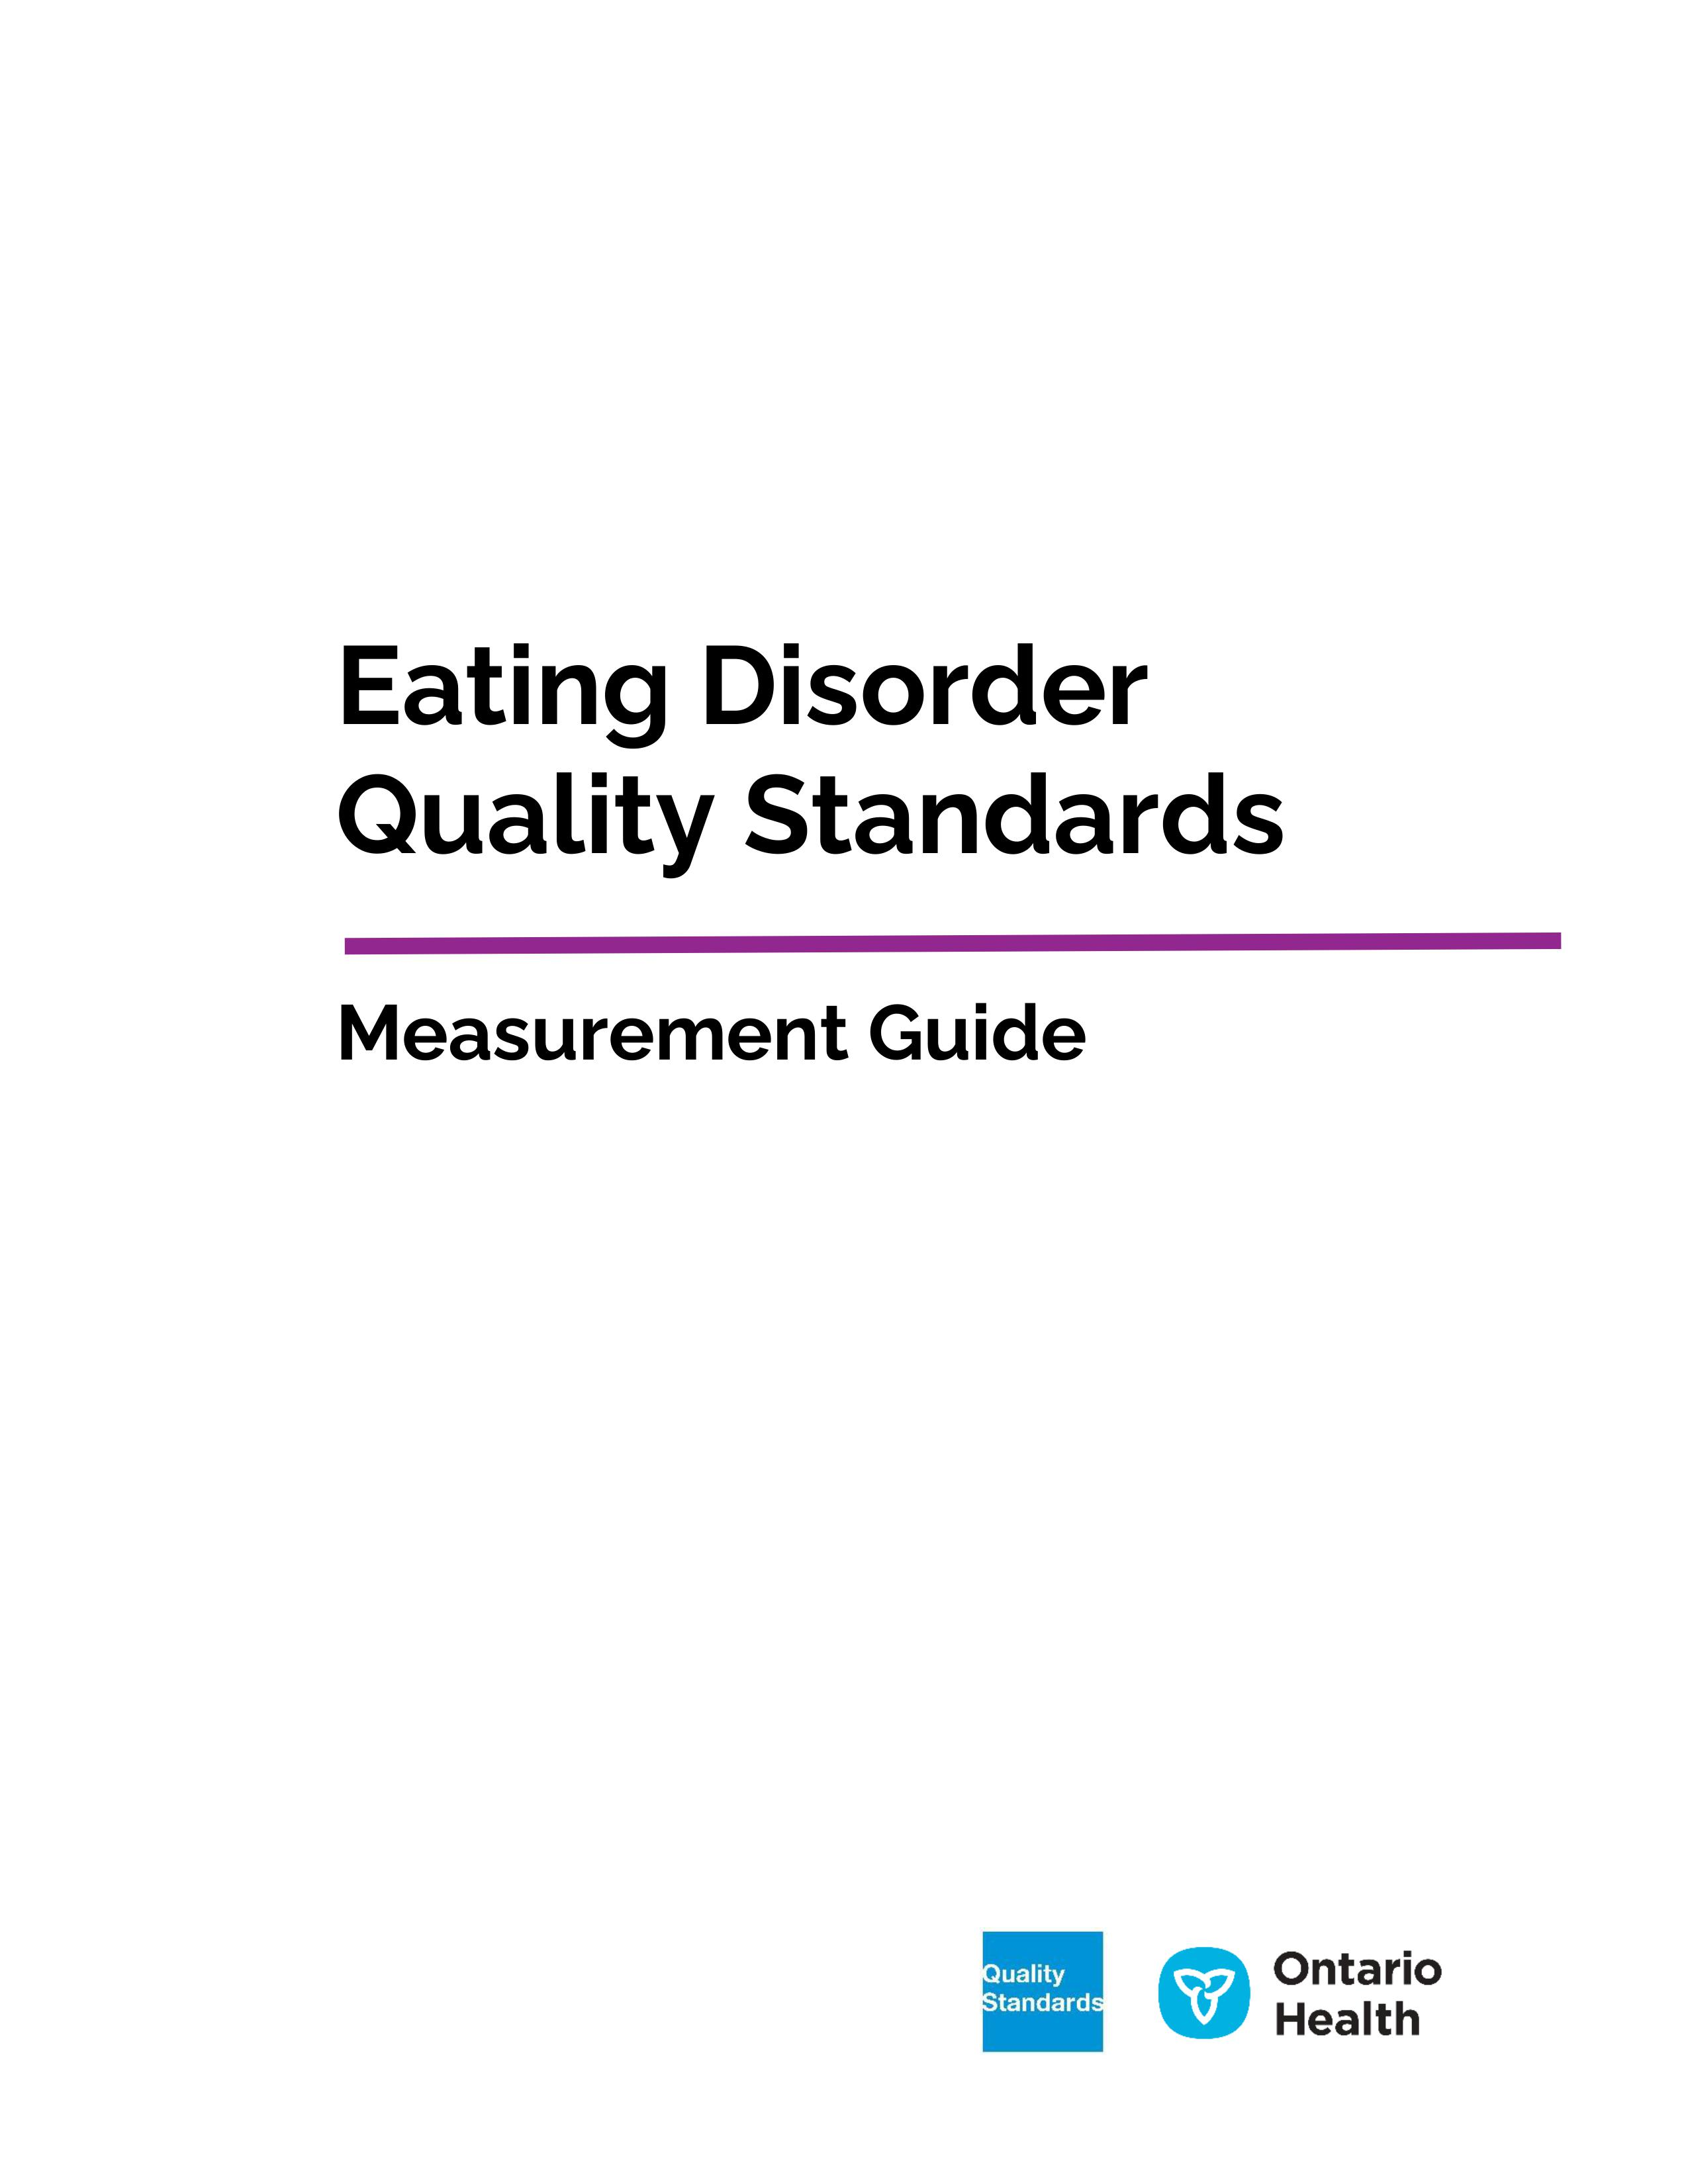 Eating Disorder
Quality Standards
Measurement Guide
Quality
Standards
Ontario
Health